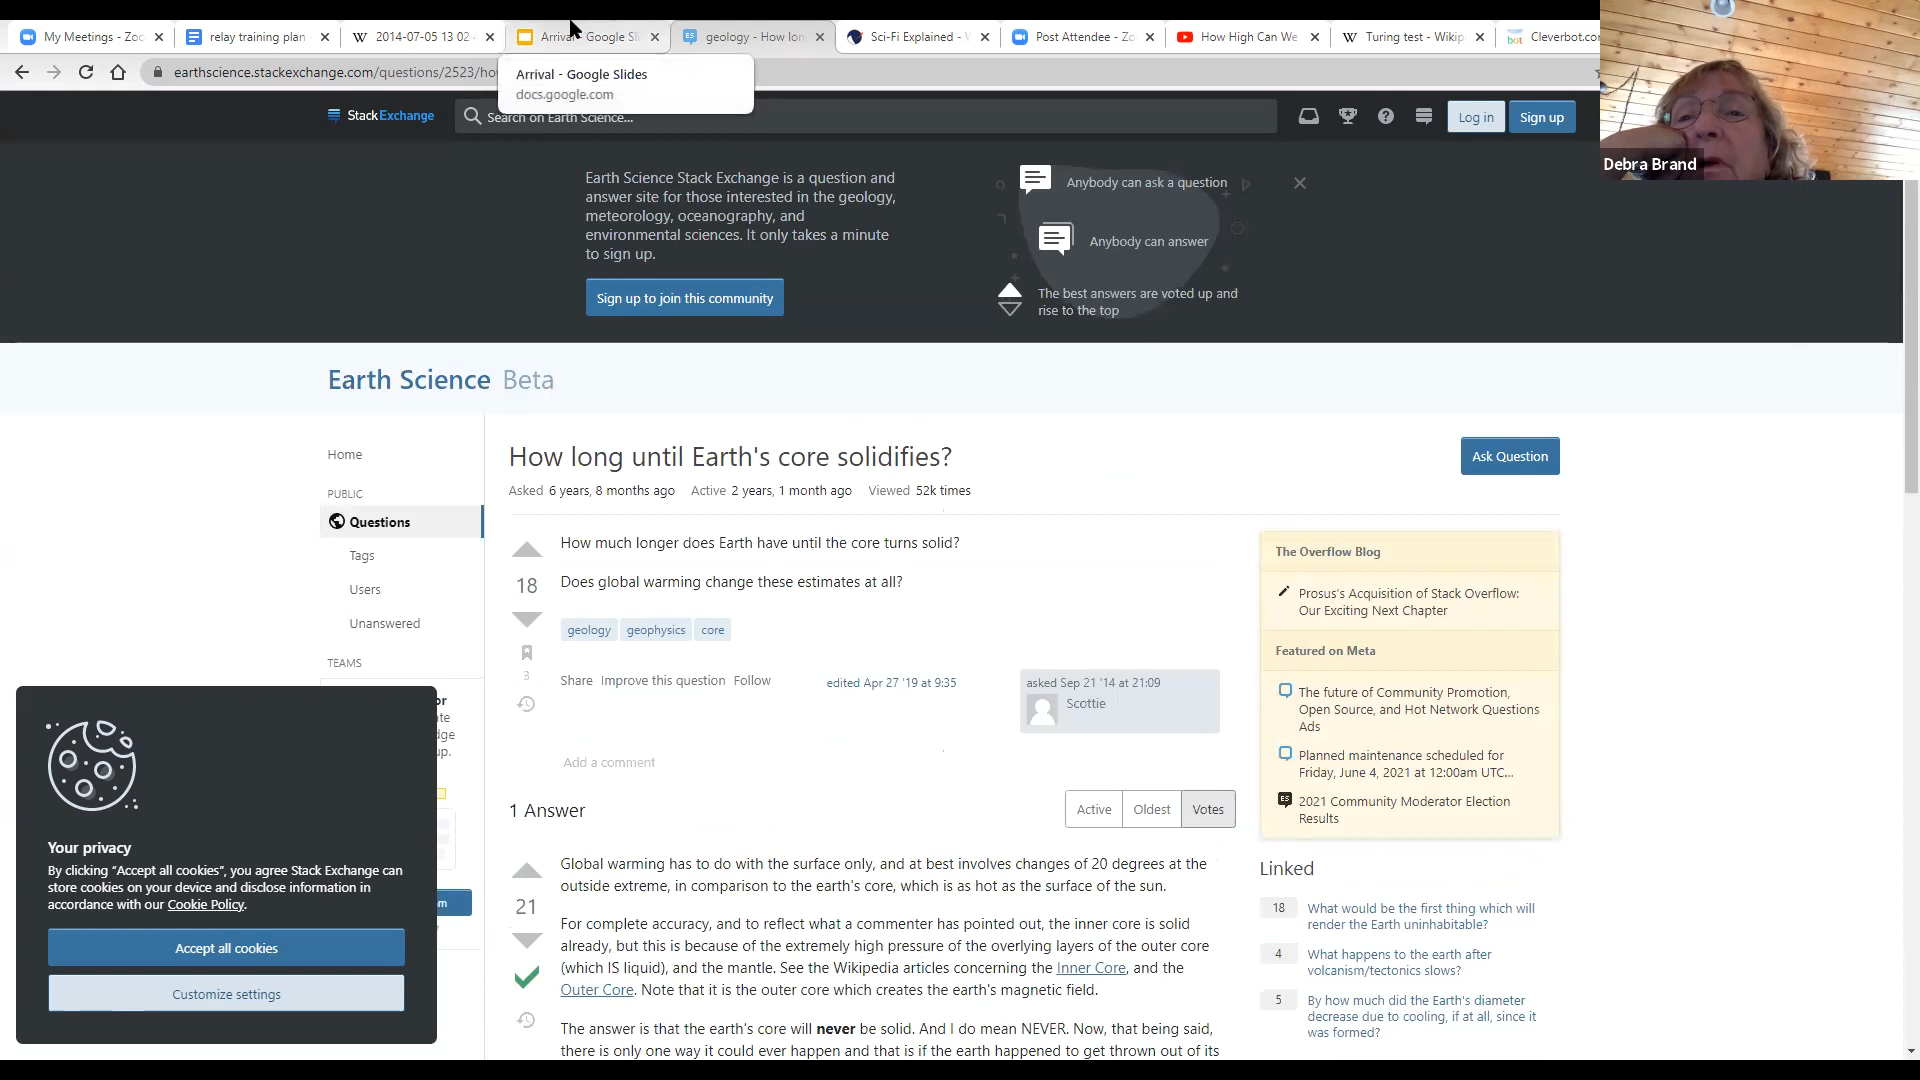 My Meetings - Zoo
relay training plan -
2014-07-05 13 02
Arrival - Google Sli
geology - How lon
Sci-Fi Explained -
Post Attendee - Zo
How High Can We
Turing test - Wikip
Cleverbot.co
earthscience.stackexchange.com/questions/2523/ho
Arrival - Google Slides
docs.google.com
StackExchange
Search on Earth Science...
Log in
Sign up
Debra Brand
Earth Science Stack Exchange is a question and
answer site for those interested in the geology,
meteorology, oceanography, and
environmental sciences. It only takes a minute
to sign up.
Sign up to join this community
Anybody can ask a question
Anybody can answer
The best answers are voted up and
rise to the top
Earth Science Beta
Home
PUBLIC
Questions
Tags
Users
Unanswered
TEAMS
How long until Earth's core solidifies?
Ask Question
Asked 6 years, 8 months ago Active 2 years, 1 month ago Viewed 52k times
How much longer does Earth have until the core turns solid?
18
Does global warming change these estimates at all?
geology geophysics core
3
Share Improve this question Follow
edited Apr 27 '19 at 9:35
asked Sep 21 '14 at 21:09
Scottie
Add a comment
1 Answer
Active Oldest Votes
21
Global warming has to do with the surface only, and at best involves changes of 20 degrees at the
outside extreme, in comparison to the earth's core, which is as hot as the surface of the sun.
For complete accuracy, and to reflect what a commenter has pointed out, the inner core is solid
already, but this is because of the extremely high pressure of the overlying layers of the outer core
(which IS liquid), and the mantle. See the Wikipedia articles concerning the Inner Core, and the
Outer Core. Note that it is the outer core which creates the earth's magnetic field.
The answer is that the earth's core will never be solid. And I do mean NEVER. Now, that being said,
there is only one way it could ever happen and that is if the earth happened to get thrown out of its
The Overflow Blog
Prosus's Acquisition of Stack Overflow:
Our Exciting Next Chapter
Featured on Meta
The future of Community Promotion,
Open Source, and Hot Network Questions
Ads
Planned maintenance scheduled for
Friday, June 4, 2021 at 12:00am UTC...
2021 Community Moderator Election
Results
Linked
18 What would be the first thing which will
render the Earth uninhabitable?
4 What happens to the earth after
volcanism/tectonics slows?
5 By how much did the Earth's diameter
decrease due to cooling, if at all, since it
was formed?
Your privacy
By clicking “Accept all cookies”, you agree Stack Exchange can
store cookies on your device and disclose information in
accordance with our Cookie Policy.
Accept all cookies
Customize settings